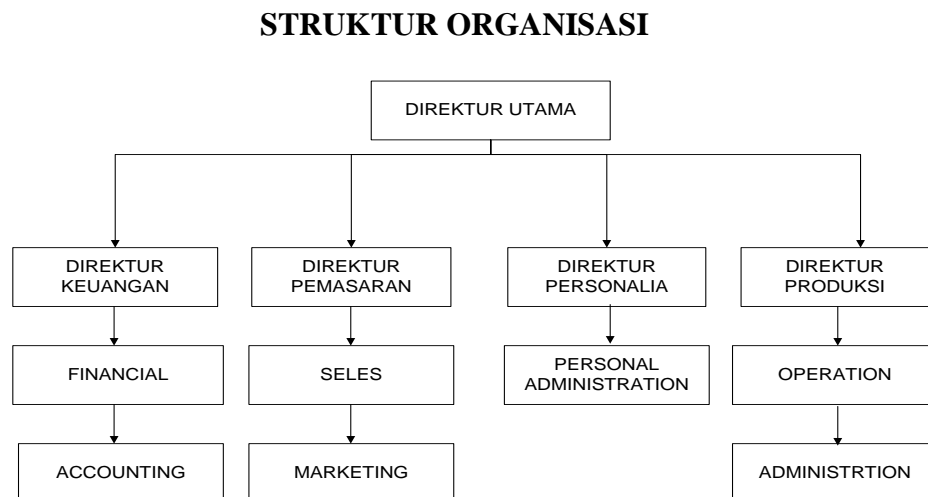 STRUKTUR ORGANISASI
DIREKTUR UTAMA
DIREKTUR
KEUANGAN
DIREKTUR
PEMASARAN
DIREKTUR
PERSONALIA
DIREKTUR
PRODUKSI
FINANCIAL
SELES
PERSONAL
ADMINISTRATION
OPERATION
ACCOUNTING
MARKETING
ADMINISTRTION